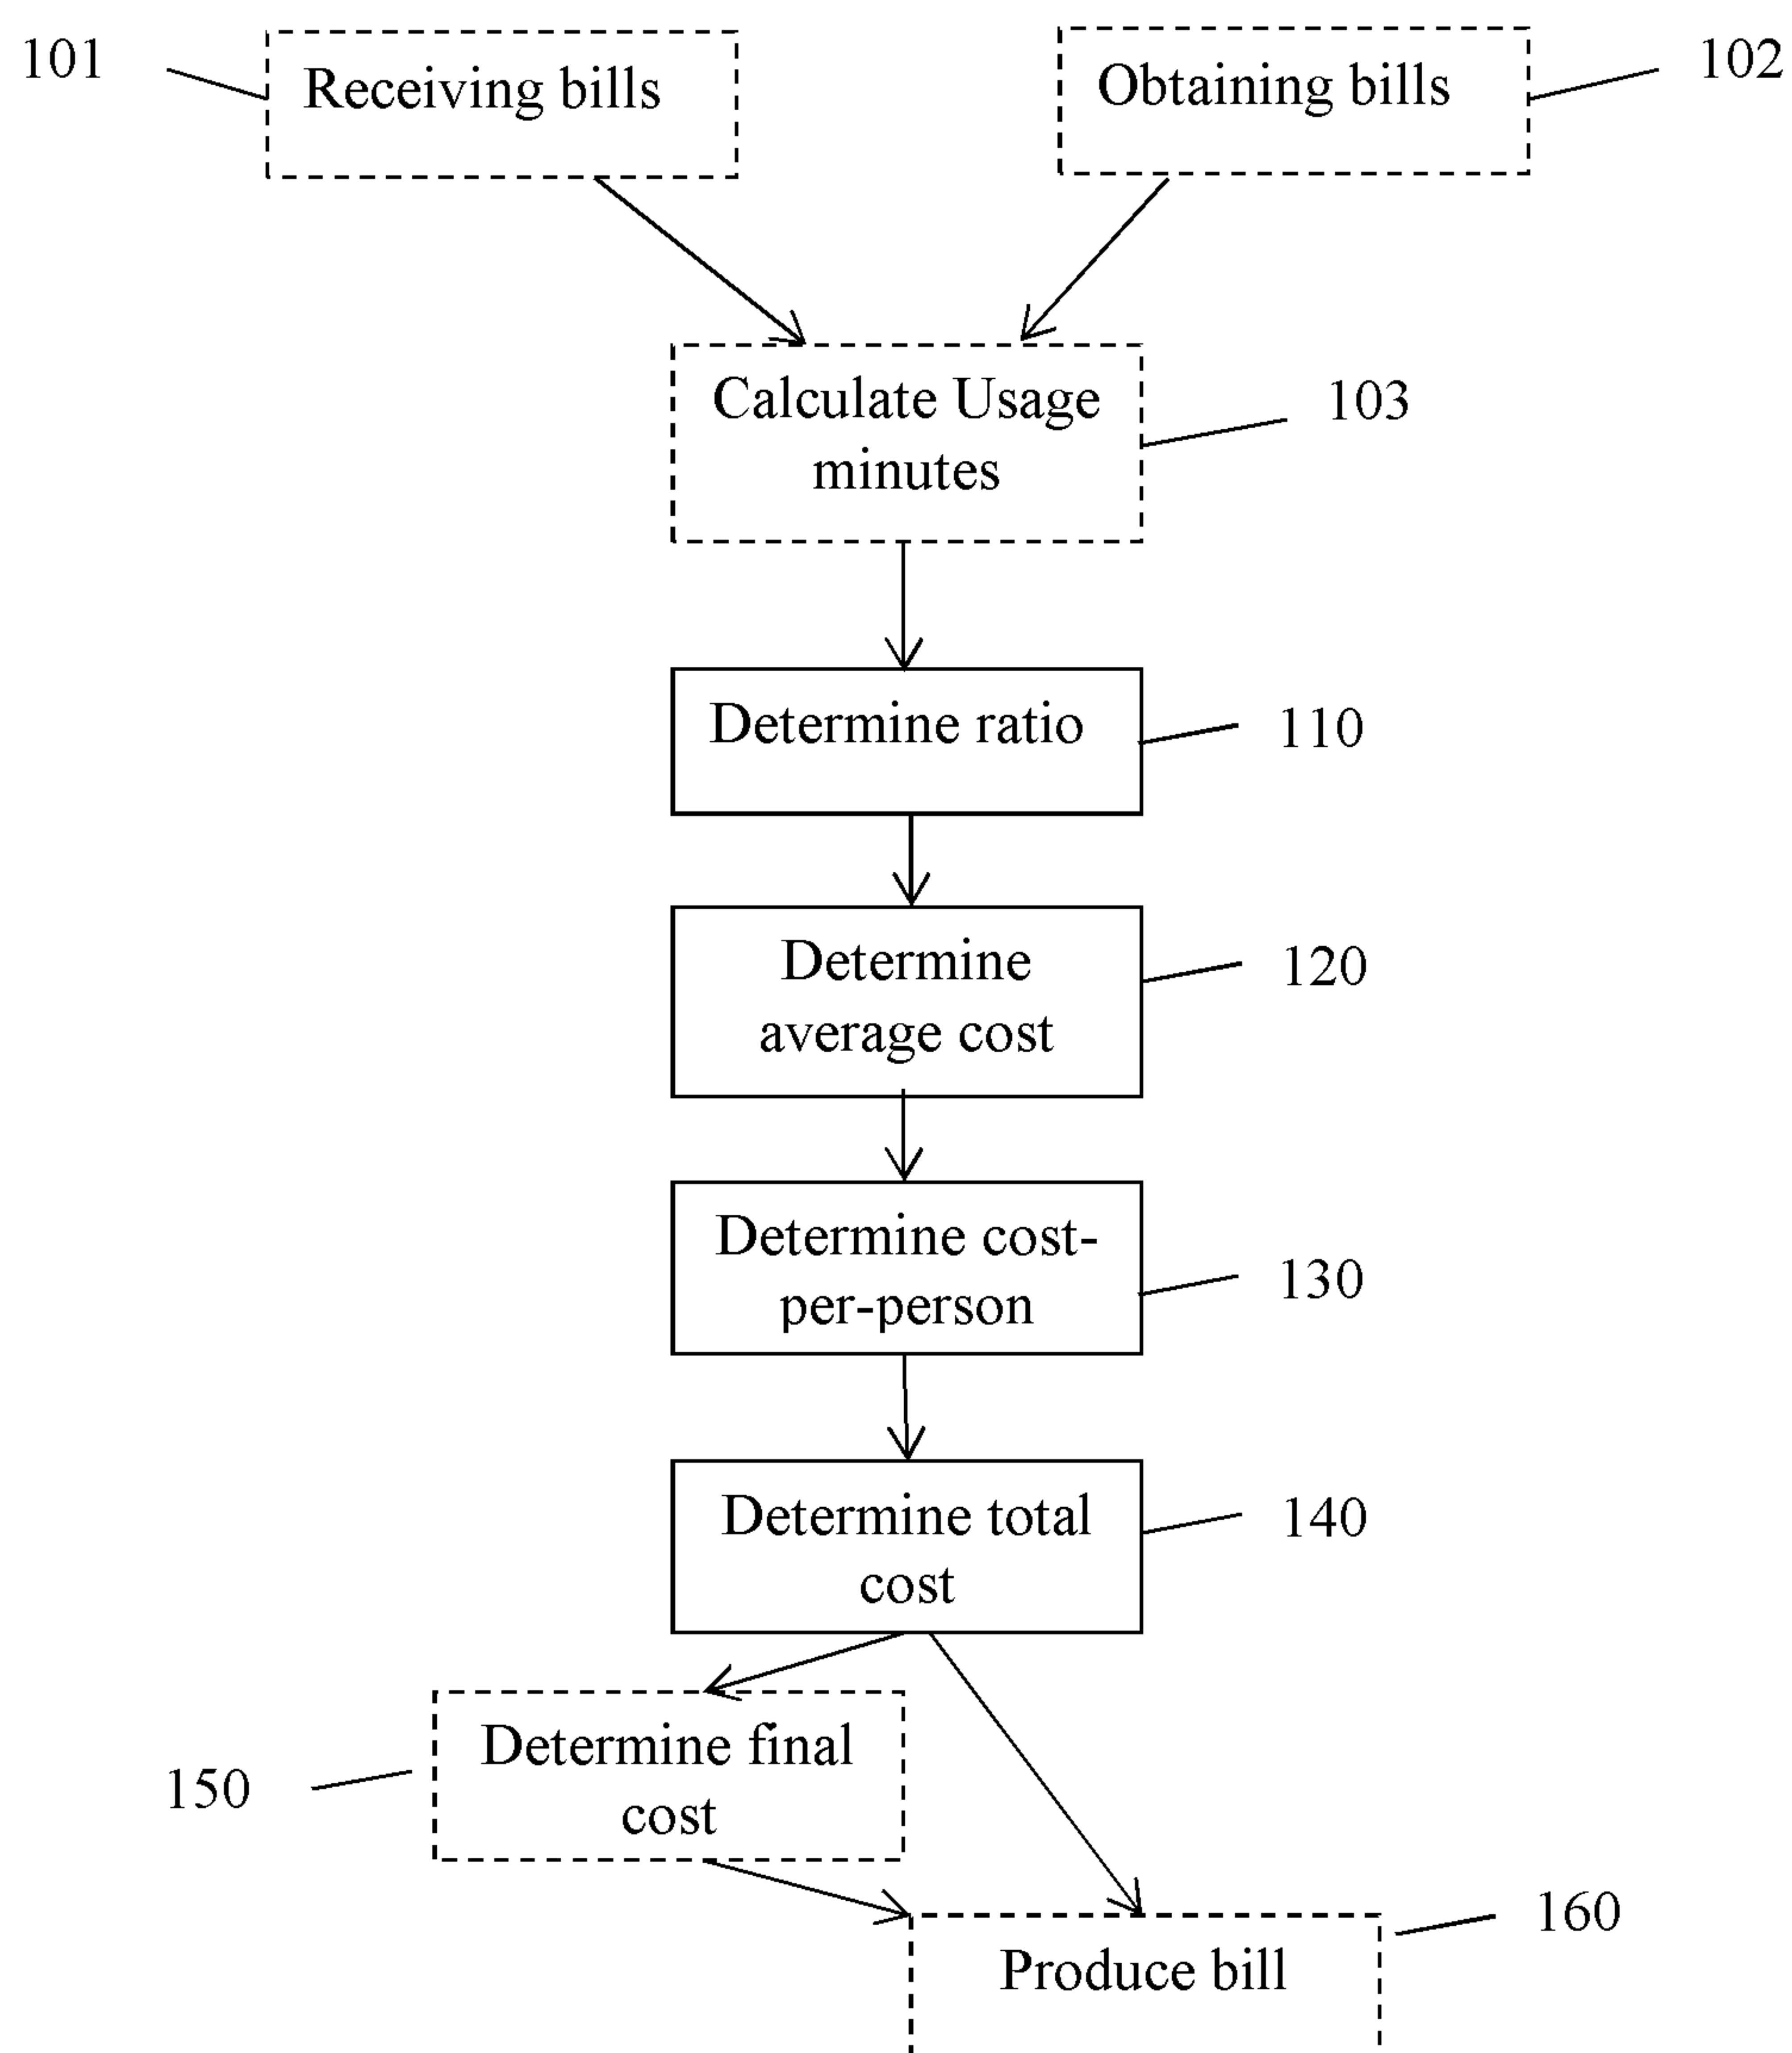 101
Receiving bills
Obtaining bills
102
Calculate Usage
minutes
103
Determine ratio
110
Determine
average cost
120
Determine cost-
per-person
130
Determine total
cost
140
Determine final
cost
150
Produce bill
160